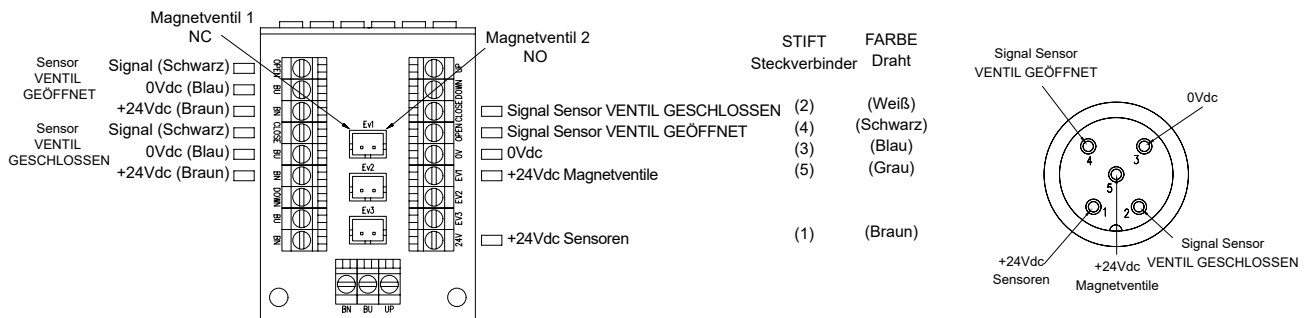 Magnetventil 1
NC
Magnetventil 2
NO
Sensor
VENTIL
GEÖFFNET
Signal (Schwarz)
0Vdc (Blau)
+24Vdc (Braun)
Sensor
VENTIL
GESCHLOSSEN
Signal (Schwarz)
0Vdc (Blau)
+24Vdc (Braun)
OPEN
BU
BN
CLOSE
BU
BN
DOWN
BU
BN
Ev1
Ev2
Ev3
UP
DOWN
CLOSE
OPEN
0V
EV1
EV2
EV3
24V
BN BU UP
STIFT FARBE
Steckverbinder Draht
Signal Sensor VENTIL GESCHLOSSEN (2) (Weiß)
Signal Sensor VENTIL GEÖFFNET (4) (Schwarz)
0Vdc (3) (Blau)
+24Vdc Magnetventile (5) (Grau)
+24Vdc Sensoren (1) (Braun)
Signal Sensor
VENTIL GEÖFFNET
0Vdc
4 3
5
1 2
+24Vdc
Sensoren
+24Vdc
Magnetventile
Signal Sensor
VENTIL GESCHLOSSEN